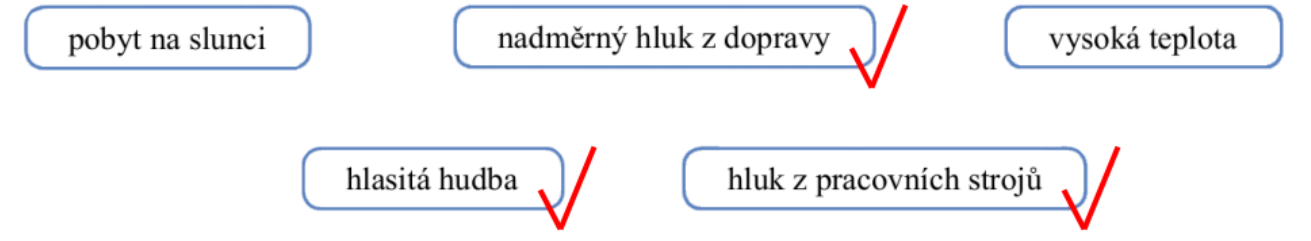 pobyt na slunci
nadměrný hluk z dopravy
vysoká teplota
hlasitá hudba
hluk z pracovních strojů